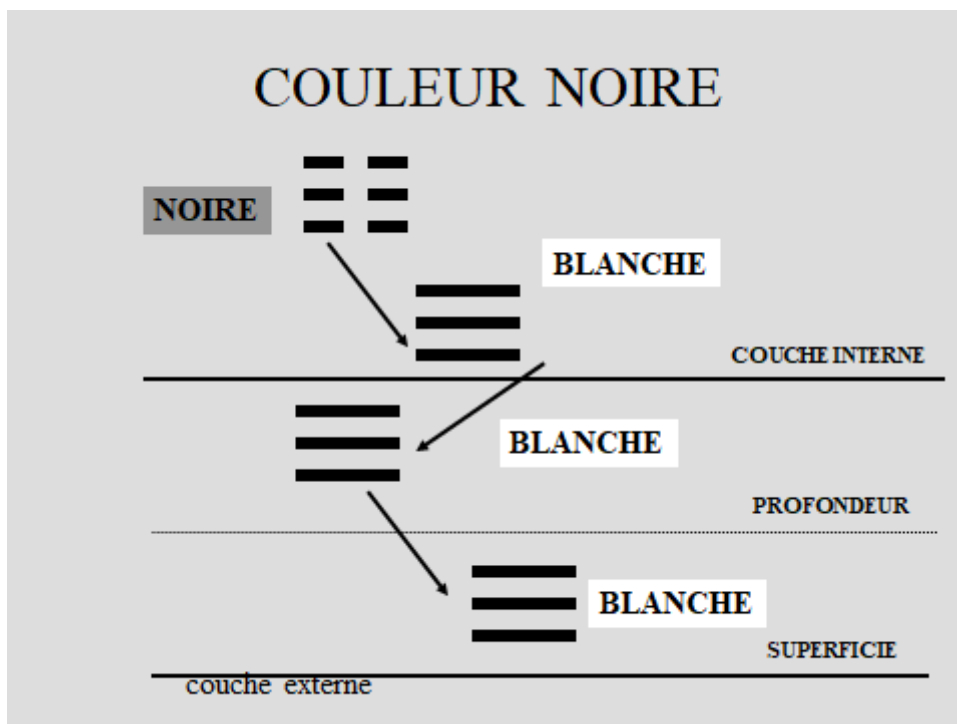 COULEUR NOIRE
NOIRE
BLANCHE
COUCHE INTERNE
BLANCHE
PROFONDEUR
BLANCHE
SUPERFICIE
couche externe